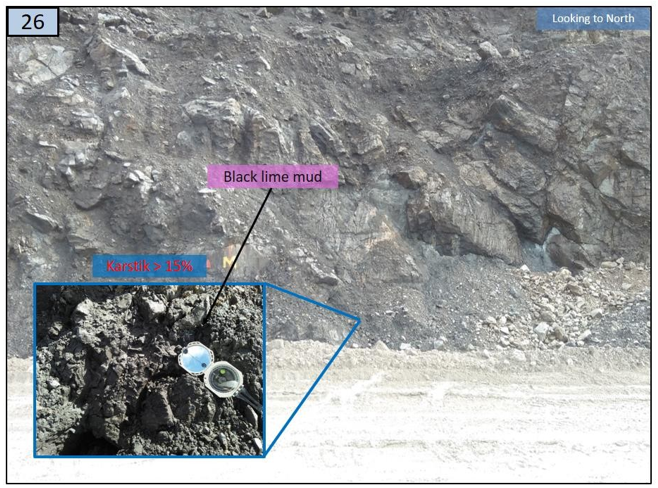 26
Looking to North
Black lime mud
Karstik > 15%